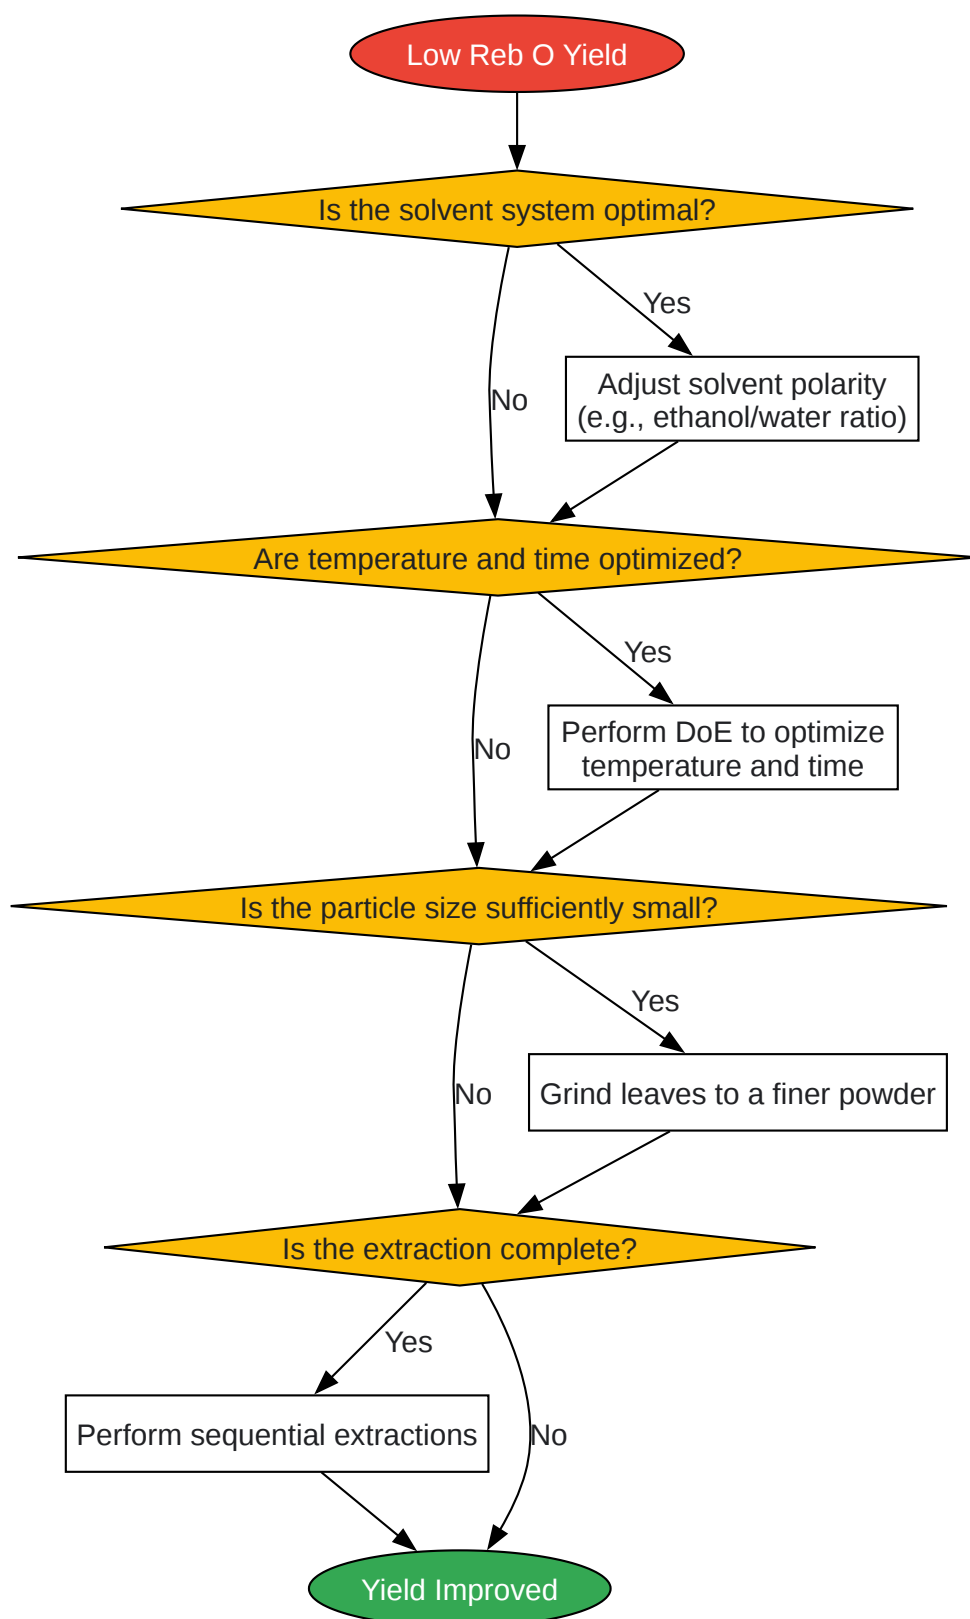 Low Reb O Yield
Is the solvent system optimal?
Yes
Adjust solvent polarity
(e.g., ethanol/water ratio)
No
Are temperature and time optimized?
Yes
Perform DoE to optimize
temperature and time
No
Is the particle size sufficiently small?
Yes
Grind leaves to a finer powder
No
Is the extraction complete?
Yes
Perform sequential extractions
No
Yield Improved